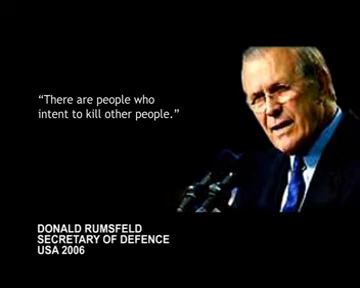 “There are people who
intent to kill other people.”
DONALD RUMSFELD
SECRETARY OF DEFENCE
USA 2006